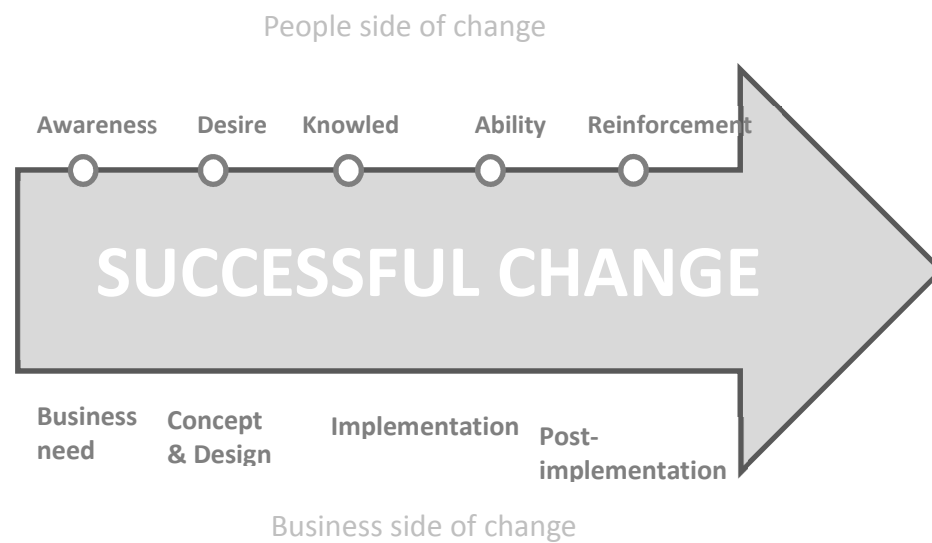 People side of change
Awareness Desire Knowled Ability Reinforcement
SUCCESSFUL CHANGE
Business
need
Concept
& Design
Implementation
Post-
implementation
Business side of change